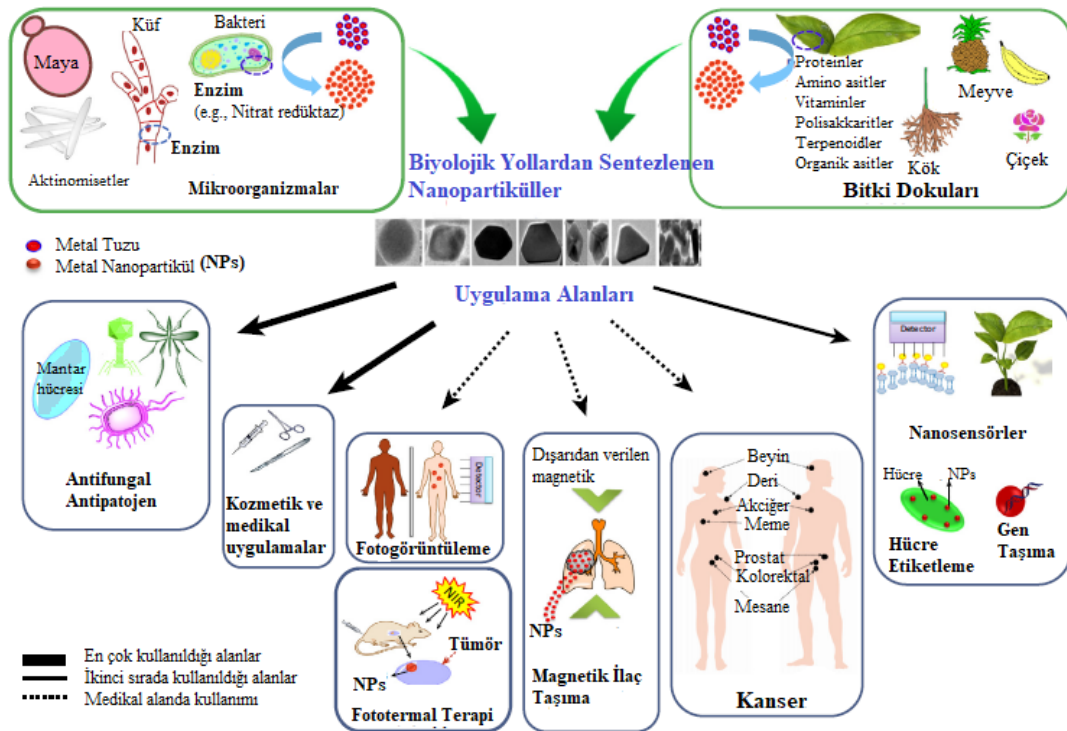 Küf
Bakteri
Maya
Enzim
(e.g., Nitrat redüktaz)
Enzim
Aktinomisetler
Mikroorganizmalar
Proteinler
Amino asitler
Vitaminler
Polisakkaritler
Terpenoidler
Organik asitler
Meyve
Kök
Çiçek
Bitki Dokuları
Biyolojik Yollardan Sentezlenen
Nanopartiküller
Metal Tuzu
Metal Nanopartikül (NPs)
Uygulama Alanları
Mantar
hücresi
Antifungal
Antipatojen
Kozmetik ve
medikal
uygulamalar
Detector
Fotogörüntüleme
NIR
Tümör
NPs
Fototermal Terapi
Dışarıdan verilen
magnetik
NPs
Magnetik İlaç
Taşıma
Beyin
Deri
Akciğer
Meme
Prostat
Kolorektal
Mesane
Kanser
Detector
Nanosensörler
Hücre
NPs
Hücre
Etiketleme
Gen
Taşıma
En çok kullanıldığı alanlar
İkinci sırada kullanıldığı alanlar
Medikal alanda kullanımı